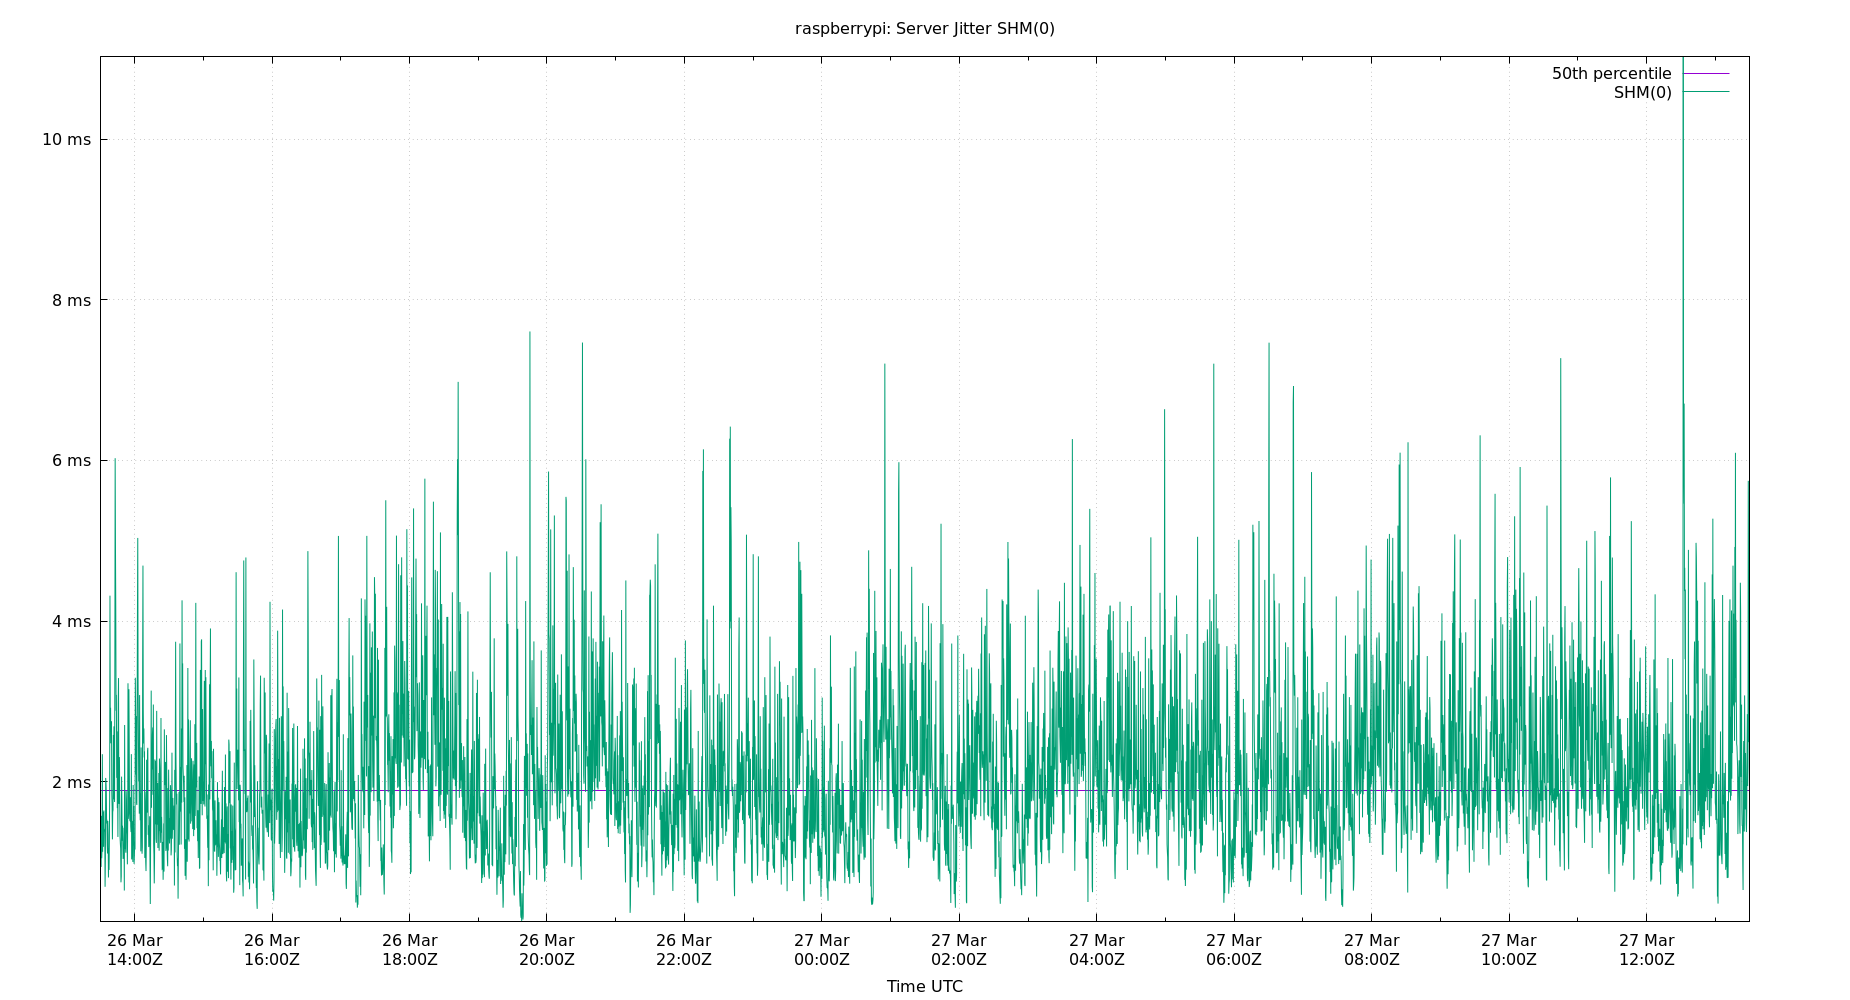 raspberrypi: Server Jitter SHM(0)
50th percentile
SHM(0)
10 ms
8 ms
6 ms
4 ms
2 ms
26 Mar 26 Mar 26 Mar 26 Mar 26 Mar 27 Mar 27 Mar 27 Mar 27 Mar 27 Mar 27 Mar 27 Mar
14:00Z 16:00Z 18:00Z 20:00Z 22:00Z 00:00Z 02:00Z 04:00Z 06:00Z 08:00Z 10:00Z 12:00Z
Time UTC